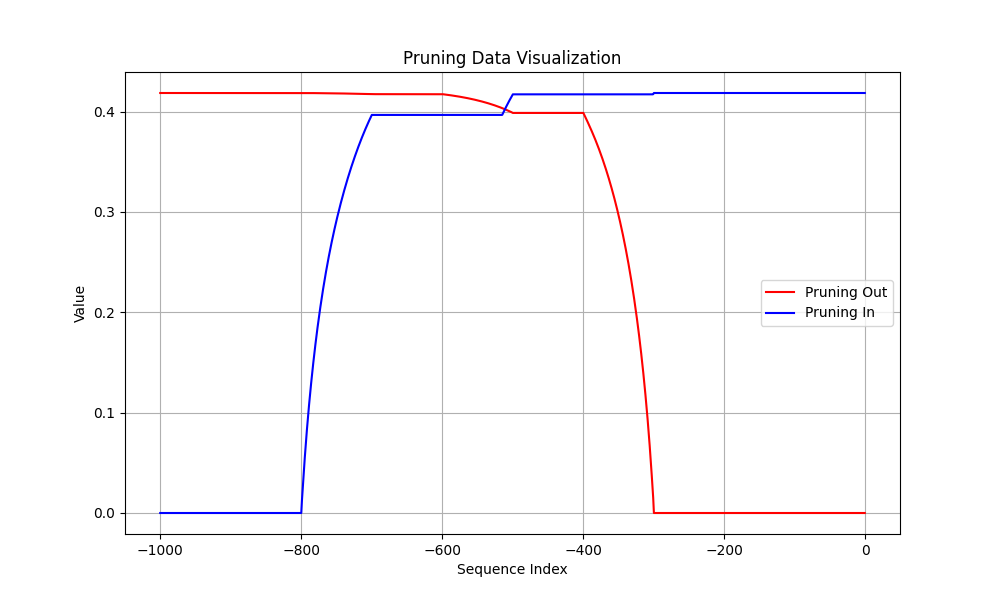 Pruning Data Visualization
Value
0.4
0.3
0.2
0.1
0.0
Pruning Out
Pruning In
−1000
−800
−600
−400
−200
0
Sequence Index